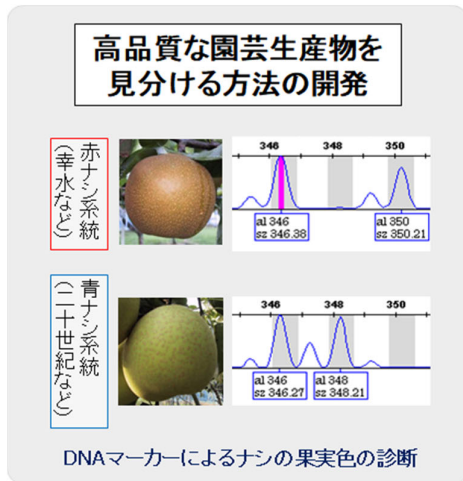 高品質な園芸生産物を
見分ける方法の開発
赤ナシ系統
(幸水など)
346 348 350
al 346
sz 346.38
al 350
sz 350.21
青ナシ系統
(二十世紀など)
346 348 350
al 346
sz 346.27
al 348
sz 348.21
DNAマーカーによるナシの果実色の診断